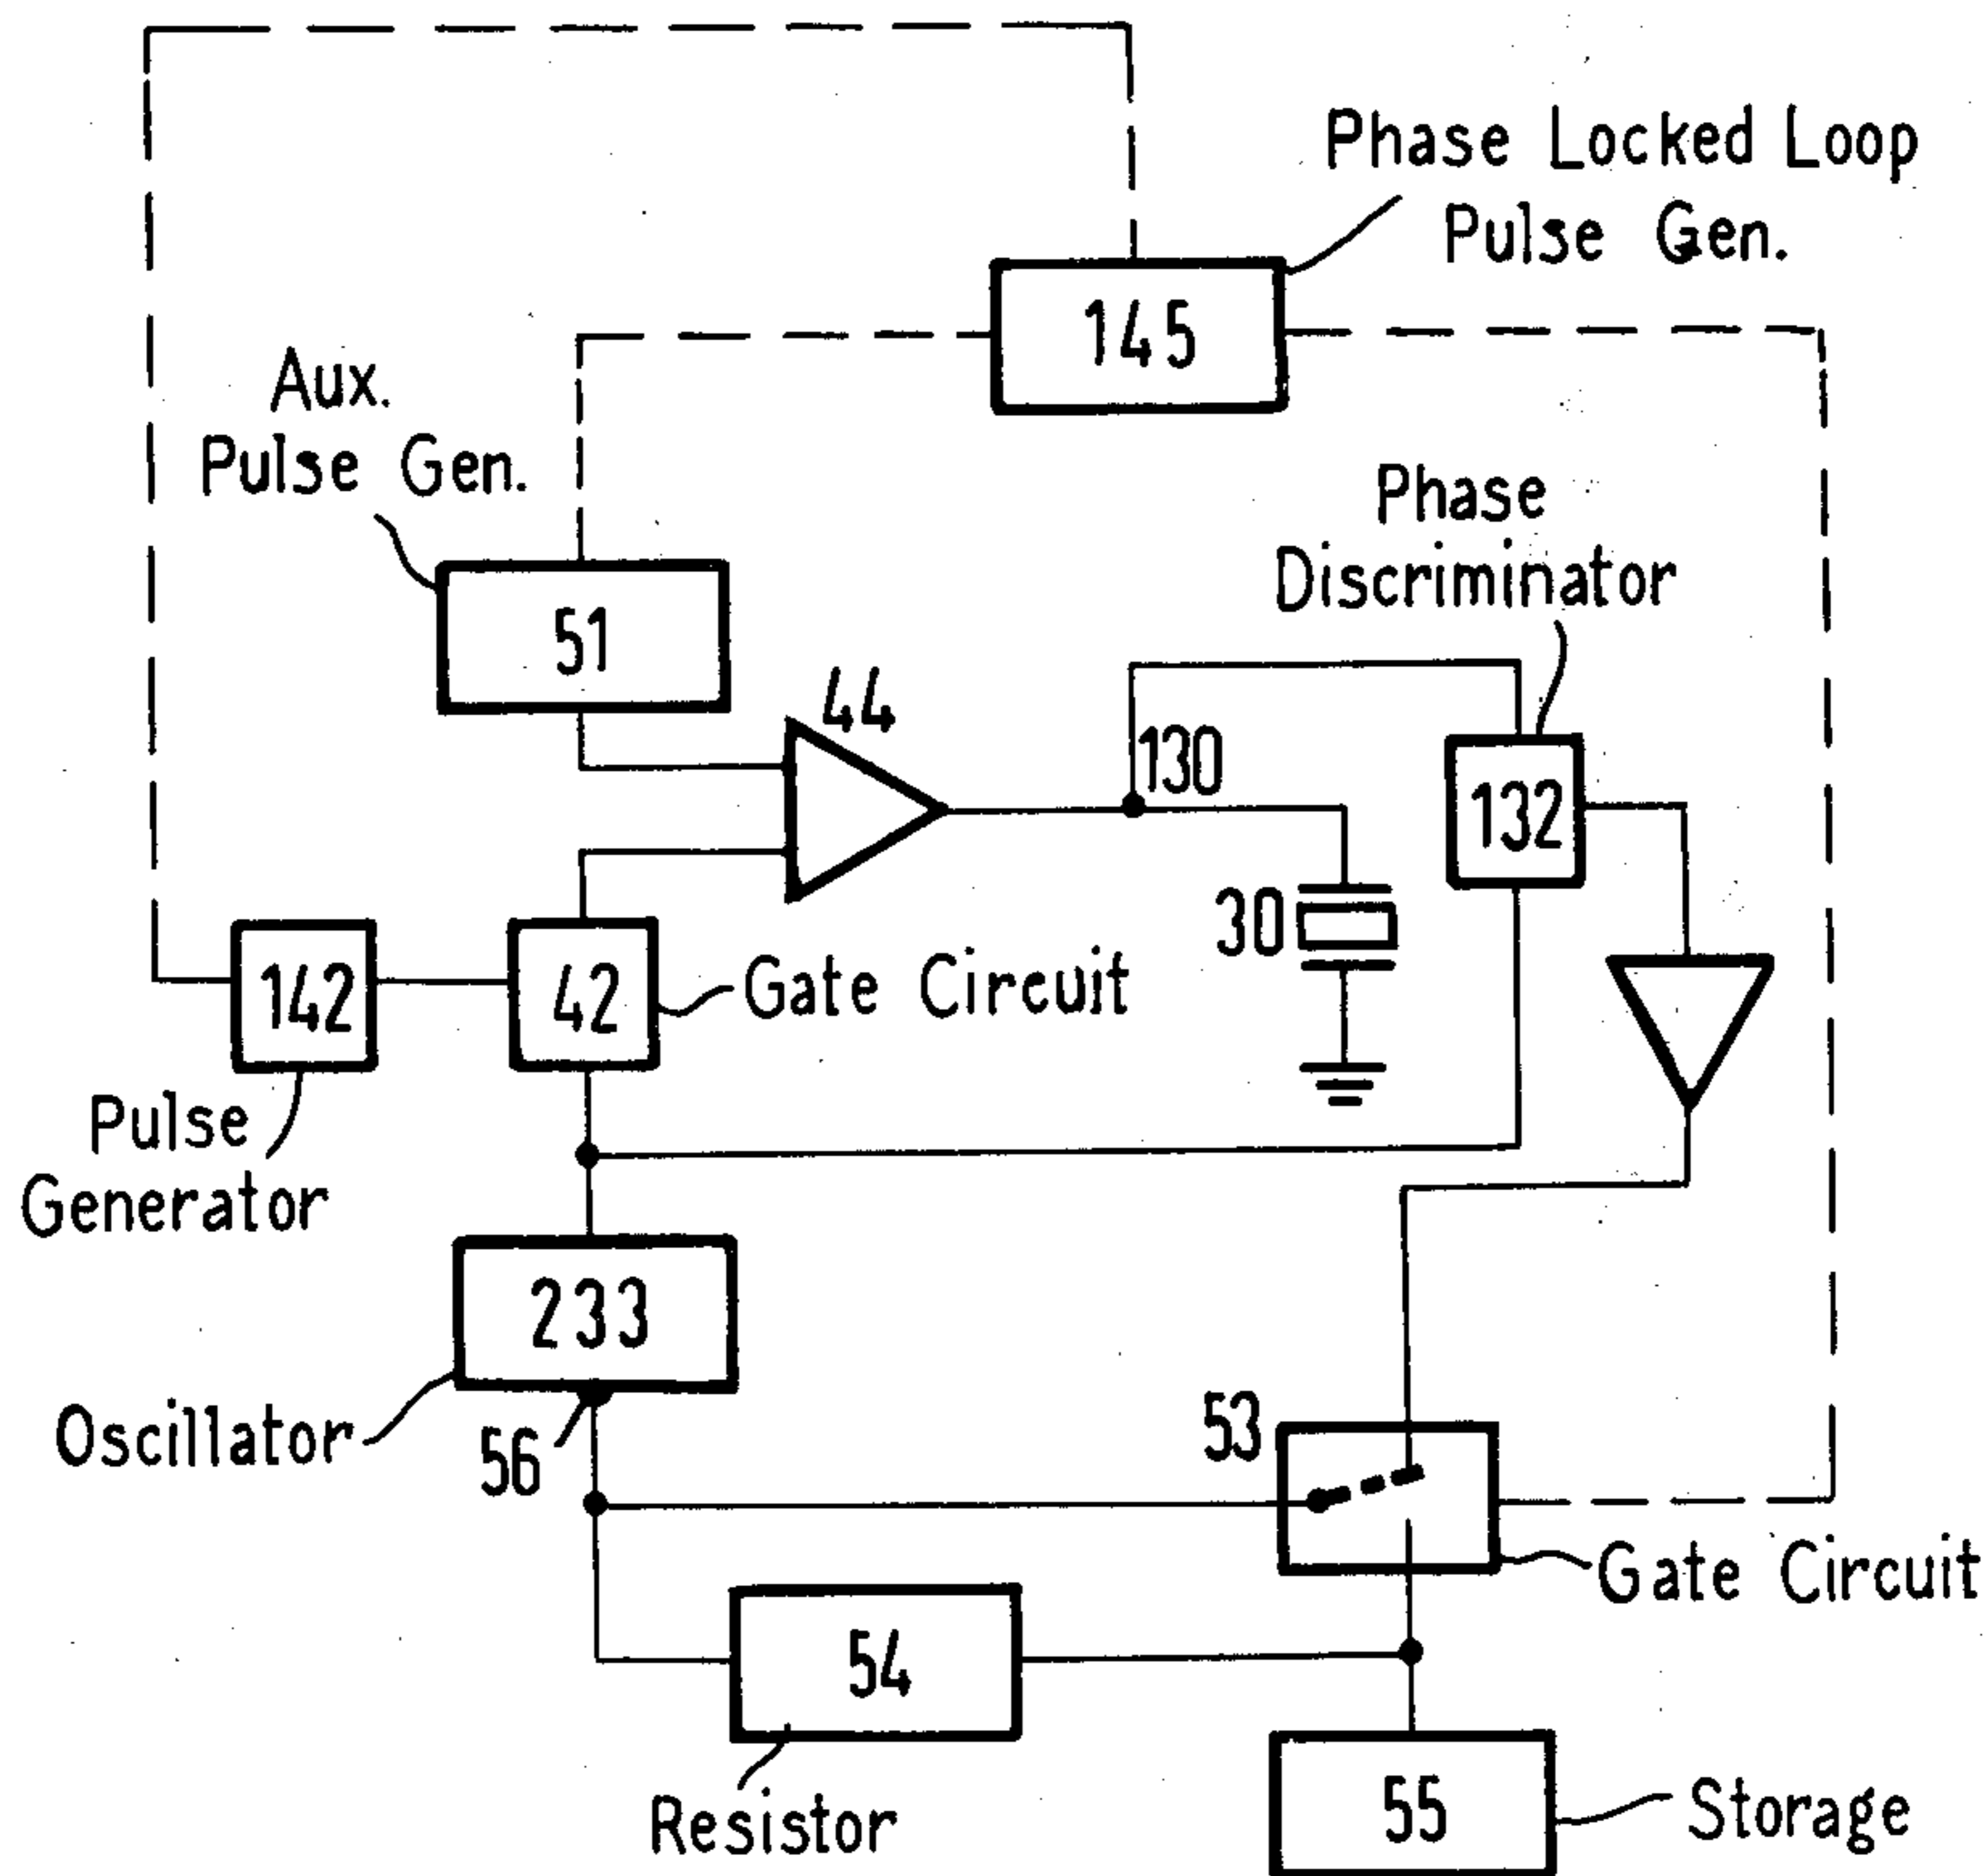 Phase Locked Loop
Pulse Gen.
145
Aux.
Pulse Gen.
51
Phase
Discriminator
44
130
132
30
142
42
Gate Circuit
Pulse
Generator
233
Oscillator
56
53
Gate Circuit
54
Resistor
55
Storage